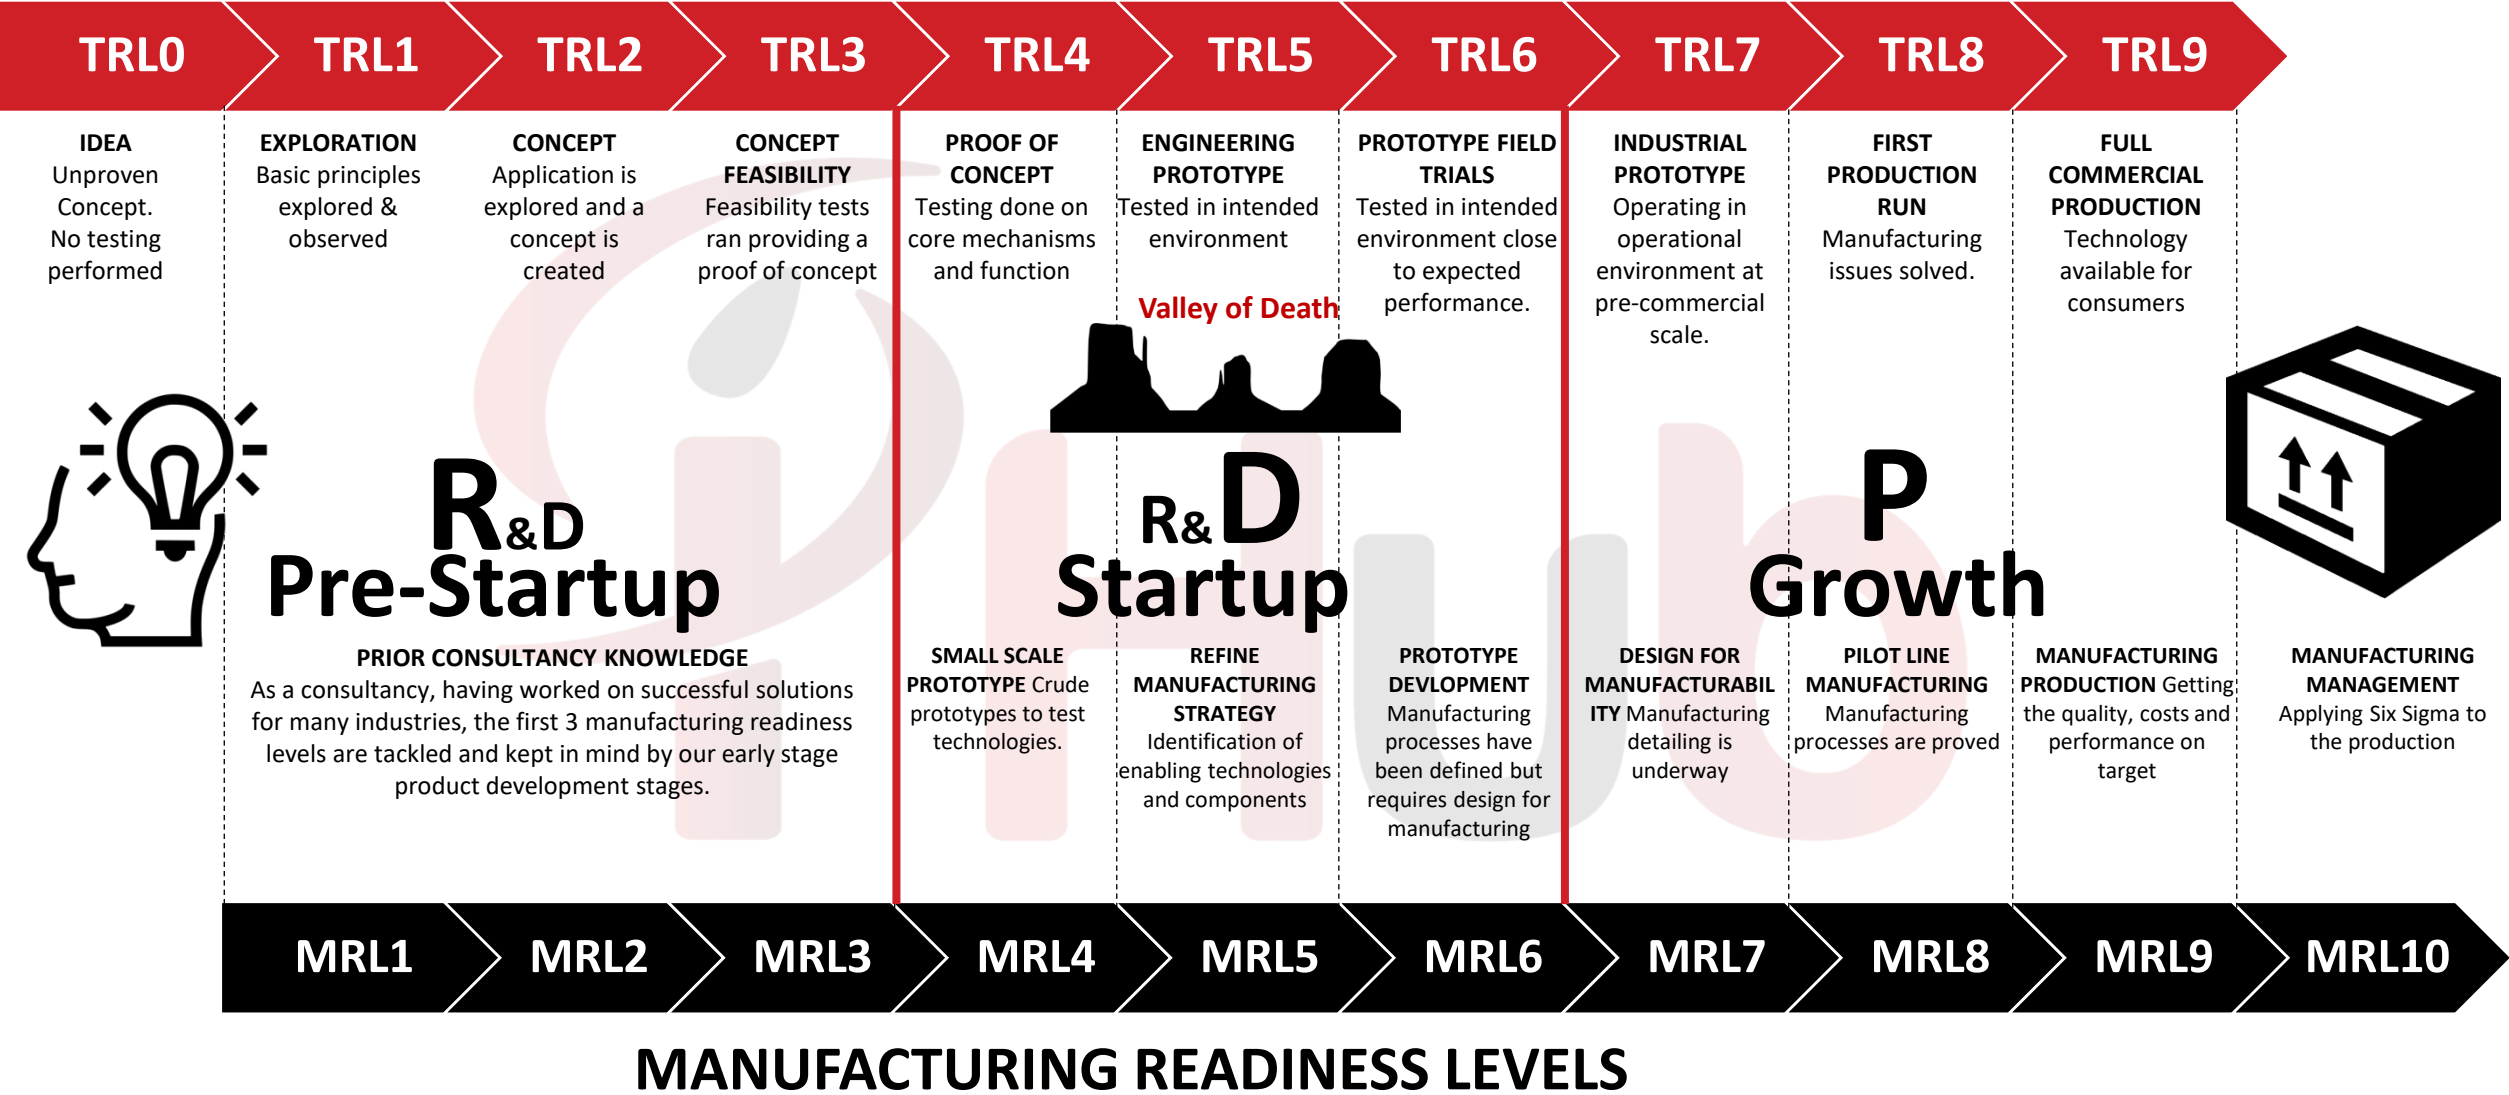 TRL0
TRL1
TRL2
TRL3
TRL4
TRL5
TRL6
TRL7
TRL8
TRL9
IDEA
Unproven
Concept.
No testing
performed
EXPLORATION
Basic principles
explored &
observed
CONCEPT
Application is
explored and a
concept is
created
CONCEPT
FEASIBILITY
Feasibility tests
ran providing a
proof of concept
PROOF OF
CONCEPT
Testing done on
core mechanisms
and function
ENGINEERING
PROTOTYPE
Tested in intended
environment
PROTOTYPE FIELD
TRIALS
Tested in intended
environment close
to expected
performance.
INDUSTRIAL
PROTOTYPE
Operating in
operational
environment at
pre-commercial
scale.
FIRST
PRODUCTION
RUN
Manufacturing
issues solved.
FULL
COMMERCIAL
PRODUCTION
Technology
available for
consumers
Valley of Death
R&D
Pre-Startup
R&D
Startup
P
Growth
iHub
PRIOR CONSULTANCY KNOWLEDGE
As a consultancy, having worked on successful solutions
for many industries, the first 3 manufacturing readiness
levels are tackled and kept in mind by our early stage
product development stages.
SMALL SCALE
PROTOTYPE Crude
prototypes to test
technologies.
REFINE
MANUFACTURING
STRATEGY
Identification of
enabling technologies
and components
PROTOTYPE
DEVLOPMENT
Manufacturing
processes have
been defined but
requires design for
manufacturing
DESIGN FOR
MANUFACTURABIL
ITY Manufacturing
detailing is
underway
PILOT LINE
MANUFACTURING
Manufacturing
processes are proved
MANUFACTURING
PRODUCTION Getting
the quality, costs and
performance on
target
MANUFACTURING
MANAGEMENT
Applying Six Sigma to
the production
MRL1
MRL2
MRL3
MRL4
MRL5
MRL6
MRL7
MRL8
MRL9
MRL10
MANUFACTURING READINESS LEVELS